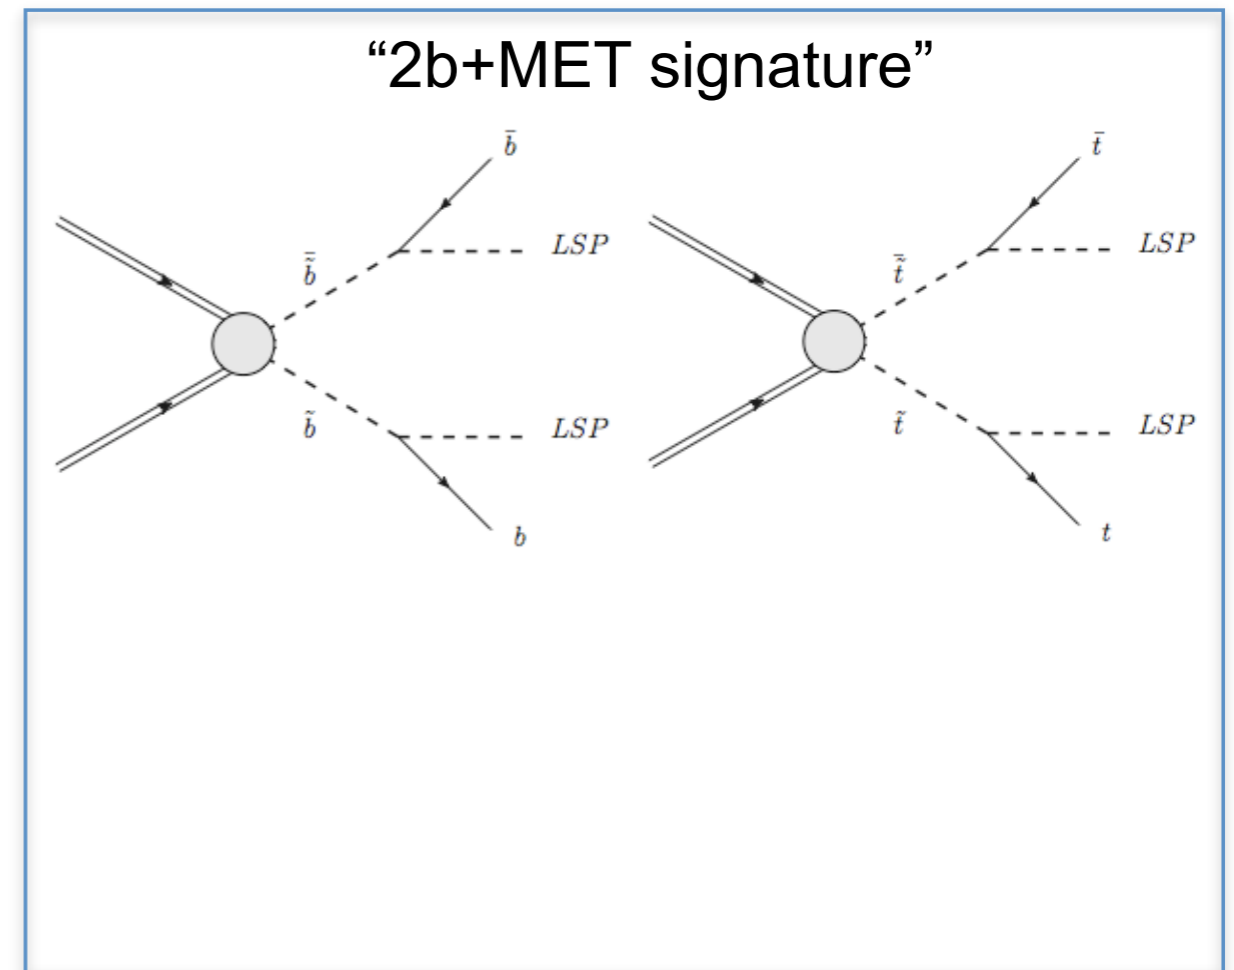 “2b+MET signature”
b̄ t̄
LSP LSP
b̃̄ t̃̄
b̃ t̃
LSP LSP
b t